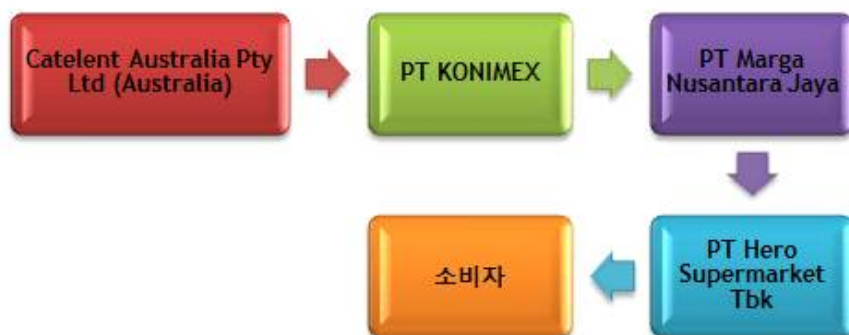 Catelent Australia Pty
Ltd (Australia)
PT KONIMEX
PT Marga
Nusantara Jaya
PT Hero
Supermarket
Tbk
소비자